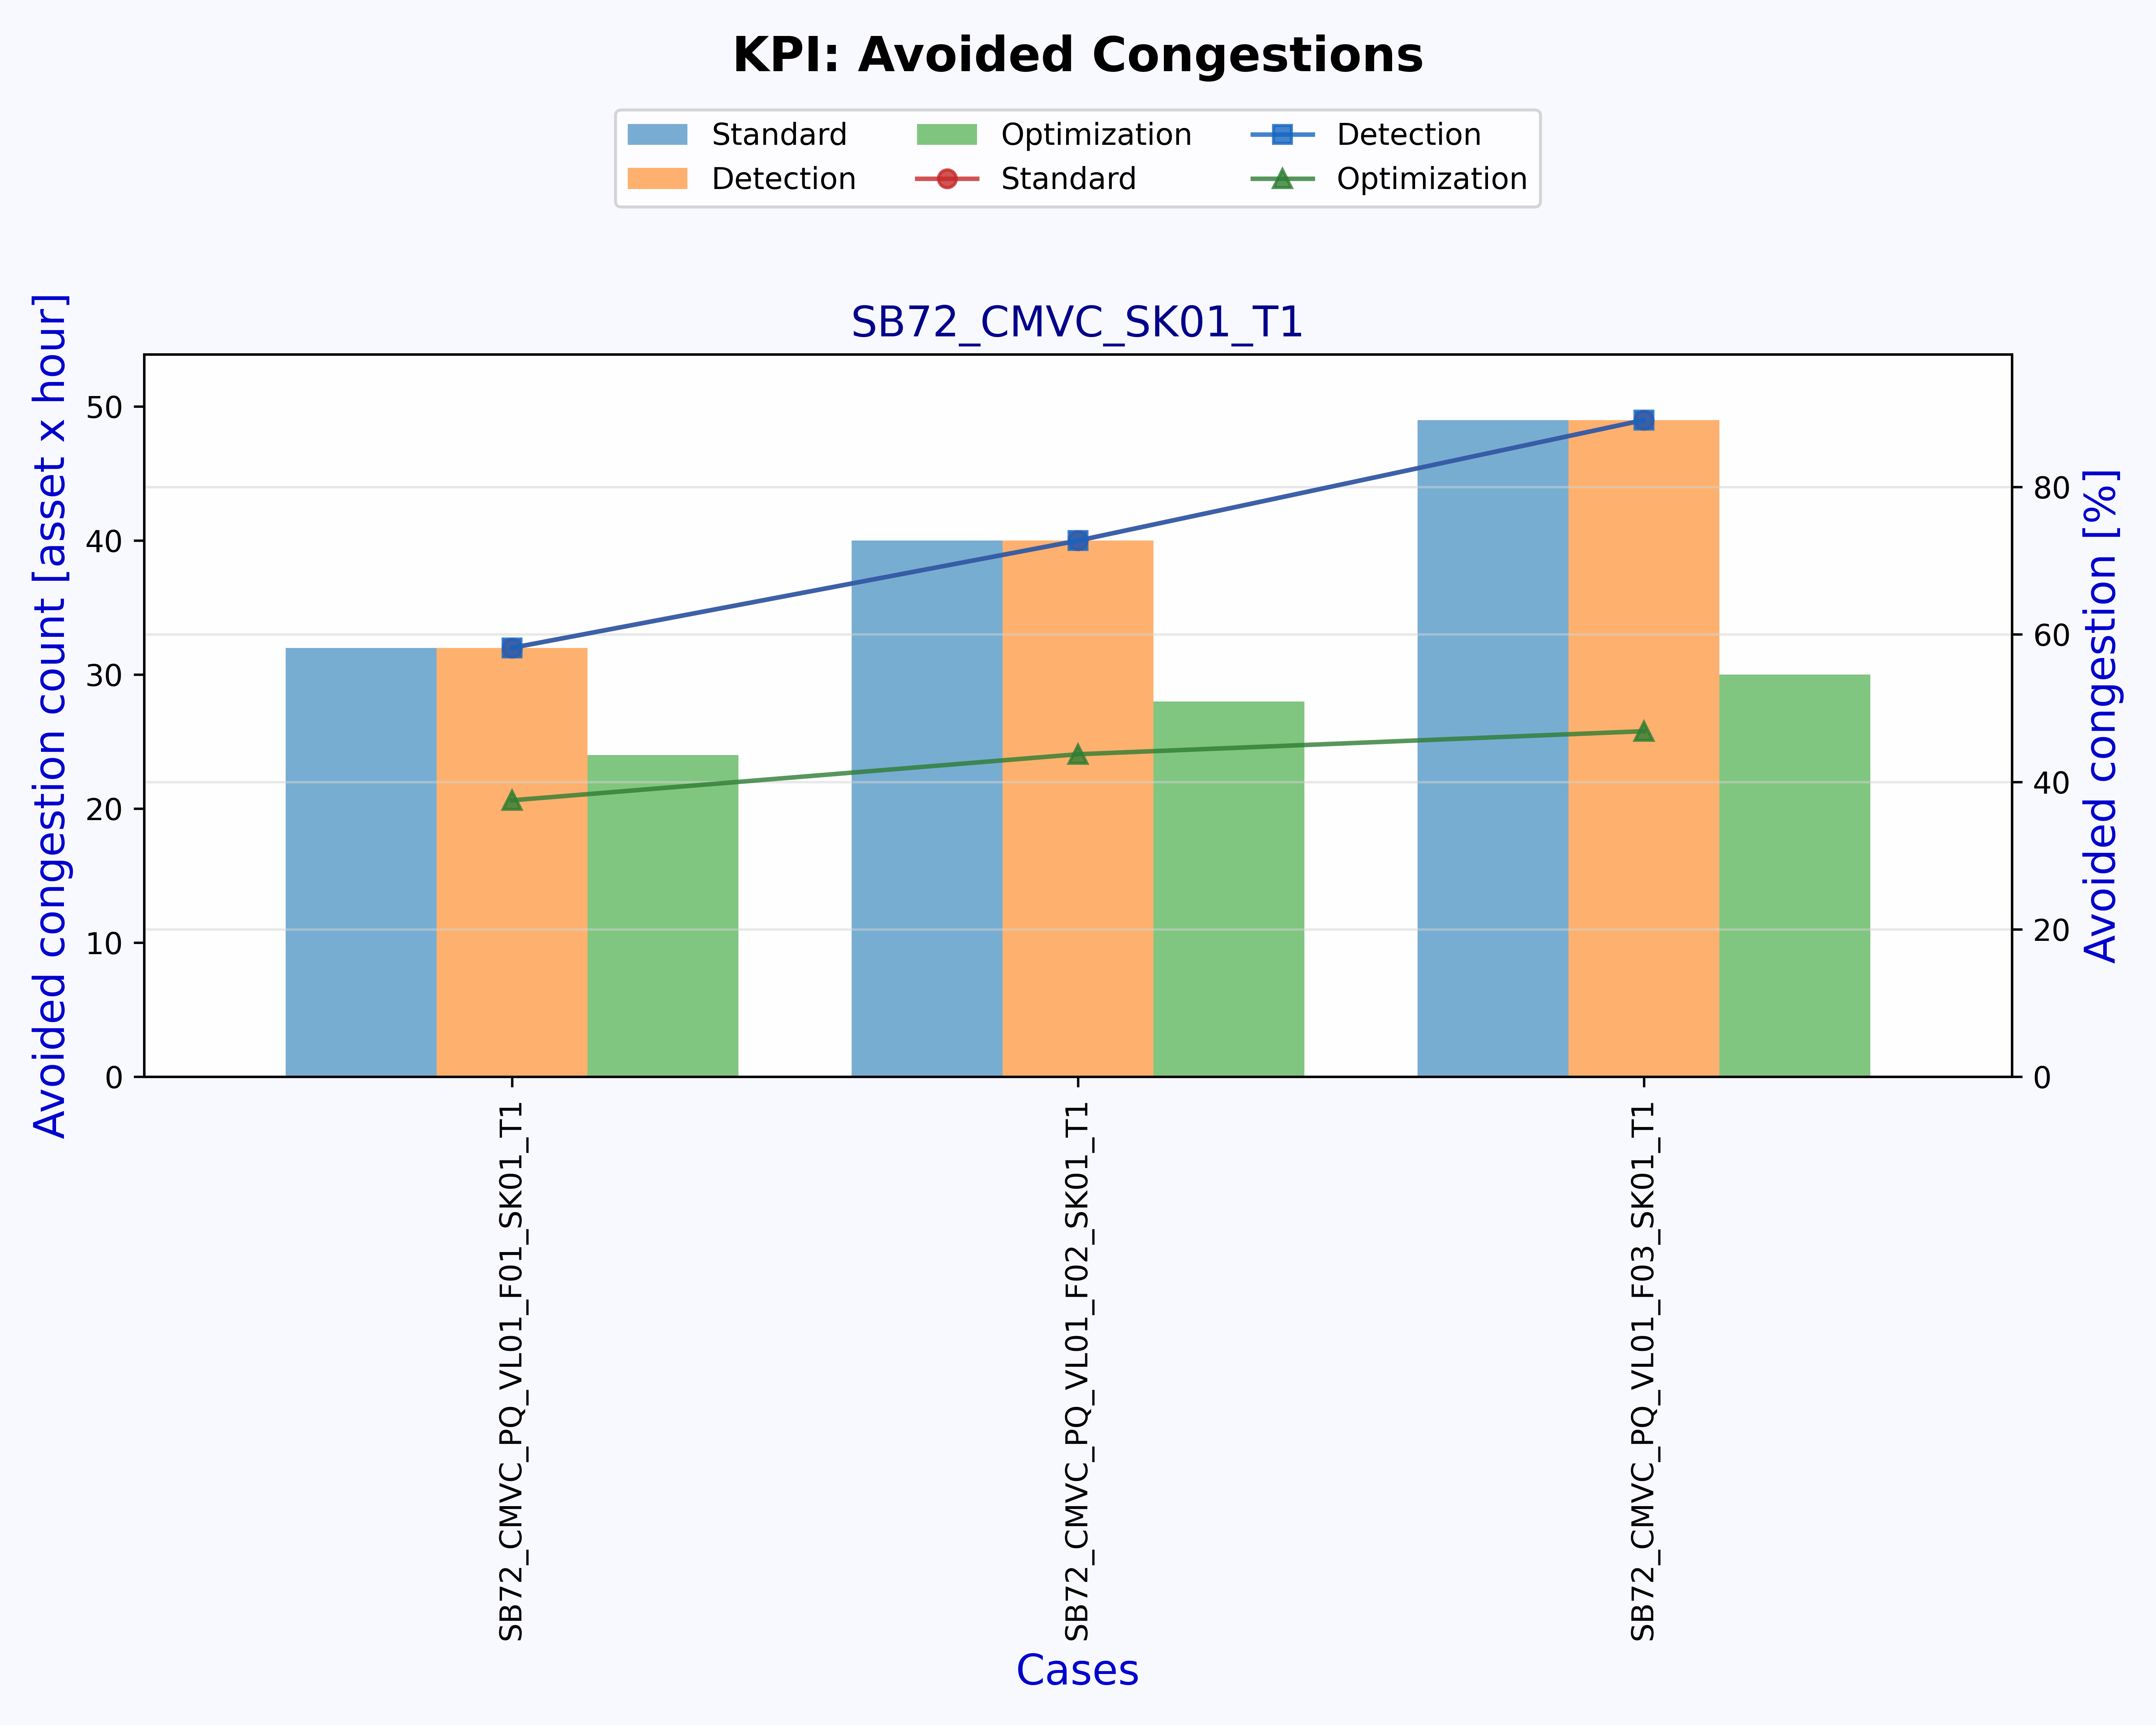 KPI: Avoided Congestions
Standard
Detection
Optimization
Standard
Detection
Optimization
SB72_CMVC_SK01_T1
Avoided congestion count [asset x hour]
50
40
30
20
10
0
80
60
40
20
0
Avoided congestion [%]
SB72_CMVC_PQ_VL01_F01_SK01_T1
SB72_CMVC_PQ_VL01_F02_SK01_T1
SB72_CMVC_PQ_VL01_F03_SK01_T1
Cases